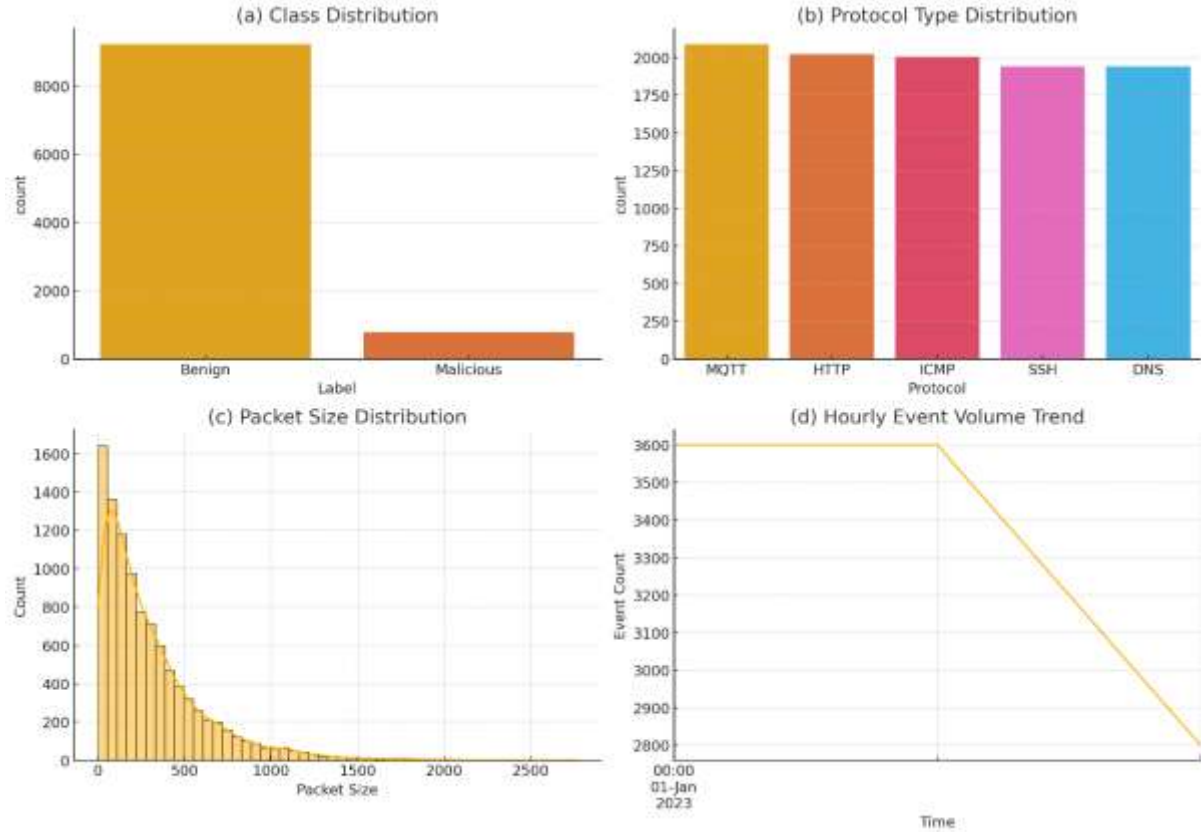 (a) Class Distribution
count
8000
6000
4000
2000
0
Benign
Malicious
Label
(b) Protocol Type Distribution
count
2000
1750
1500
1250
1000
750
500
250
0
MQTT
HTTP
ICMP
SSH
DNS
Protocol
(c) Packet Size Distribution
Count
1600
1400
1200
1000
800
600
400
200
0
0
500
1000
1500
2000
2500
Packet Size
(d) Hourly Event Volume Trend
Event Count
3600
3500
3400
3300
3200
3100
3000
2900
2800
00:00
01-Jan
2023
Time